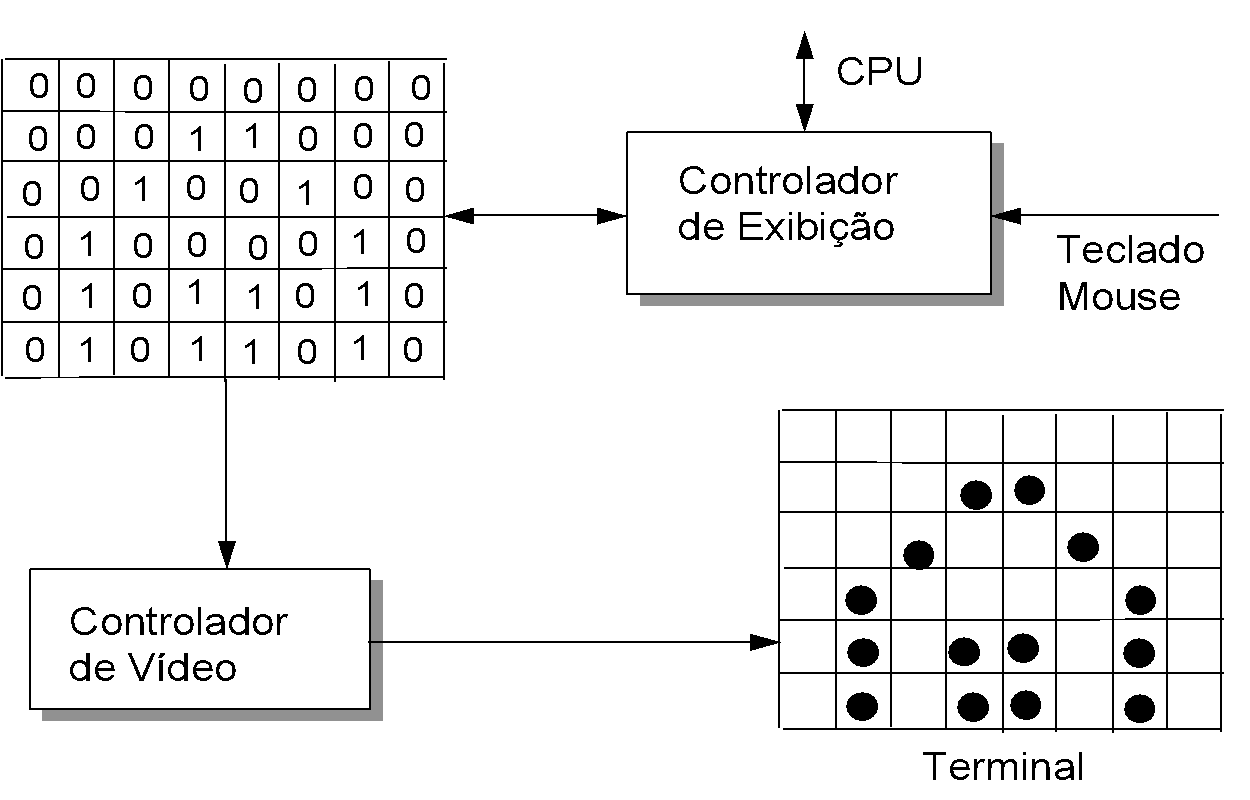 CPU
0 0 0 0 0 0 0 0
0 0 0 1 1 0 0 0
0 0 1 0 0 1 0 0
0 1 0 0 0 0 1 0
0 1 0 1 1 0 1 0
0 1 0 1 1 0 1 0
Controlador
de Exibição
Teclado
Mouse
Controlador
de Vídeo
Terminal